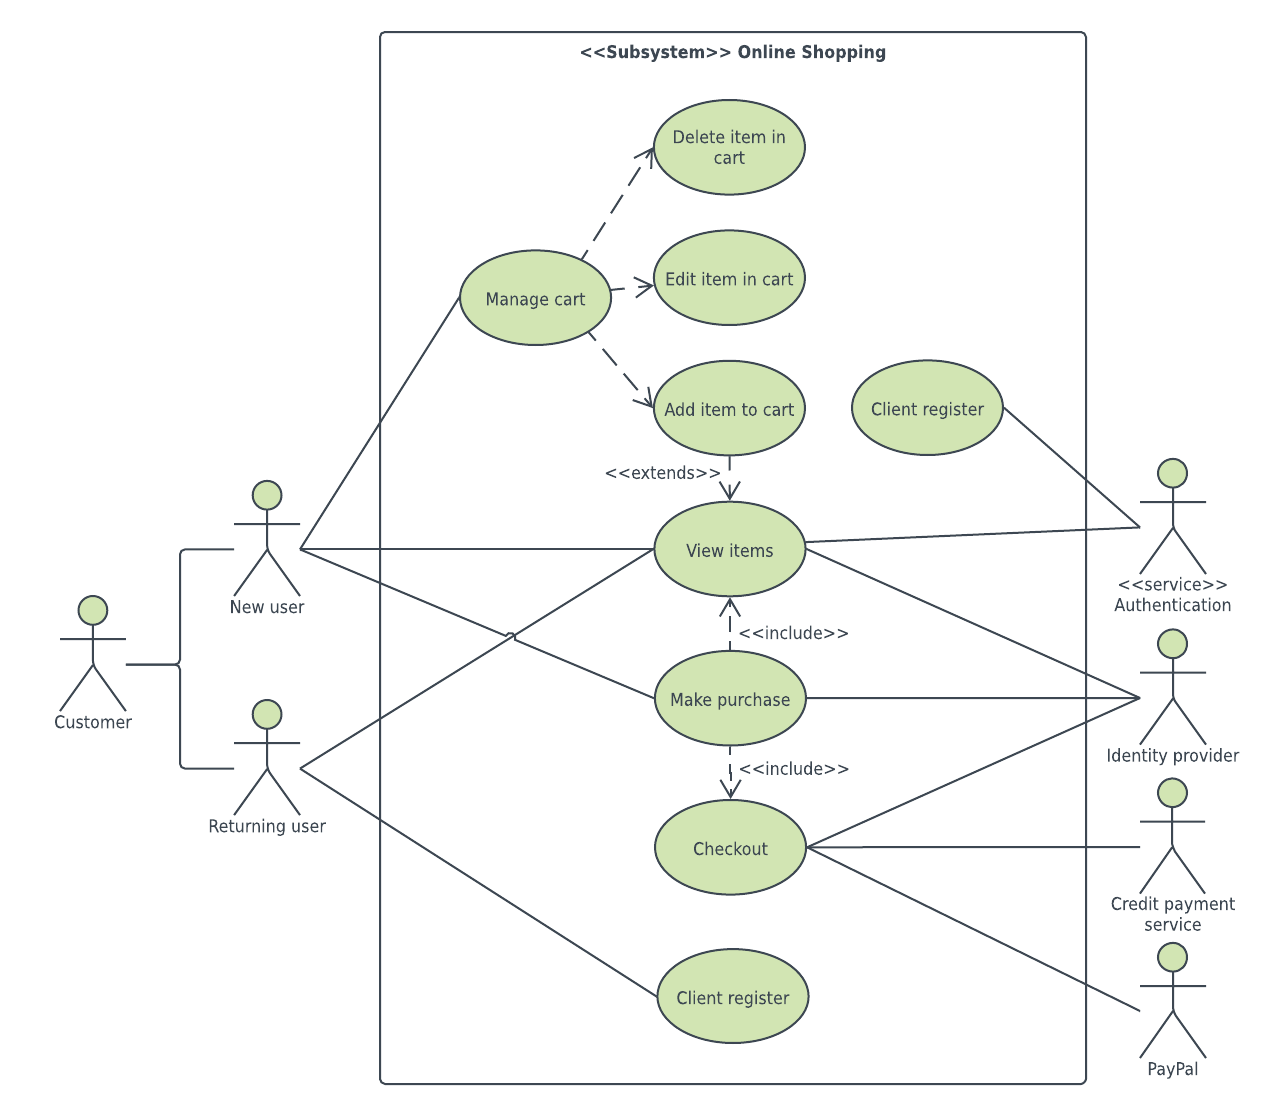 <<Subsystem>> Online Shopping
Delete item in
cart
Edit item in cart
Manage cart
Add item to cart
Client register
<<extends>>
View items
<<service>>
Authentication
New user
<<include>>
Make purchase
Customer
Identity provider
<<include>>
Returning user
Checkout
Credit payment
service
Client register
PayPal